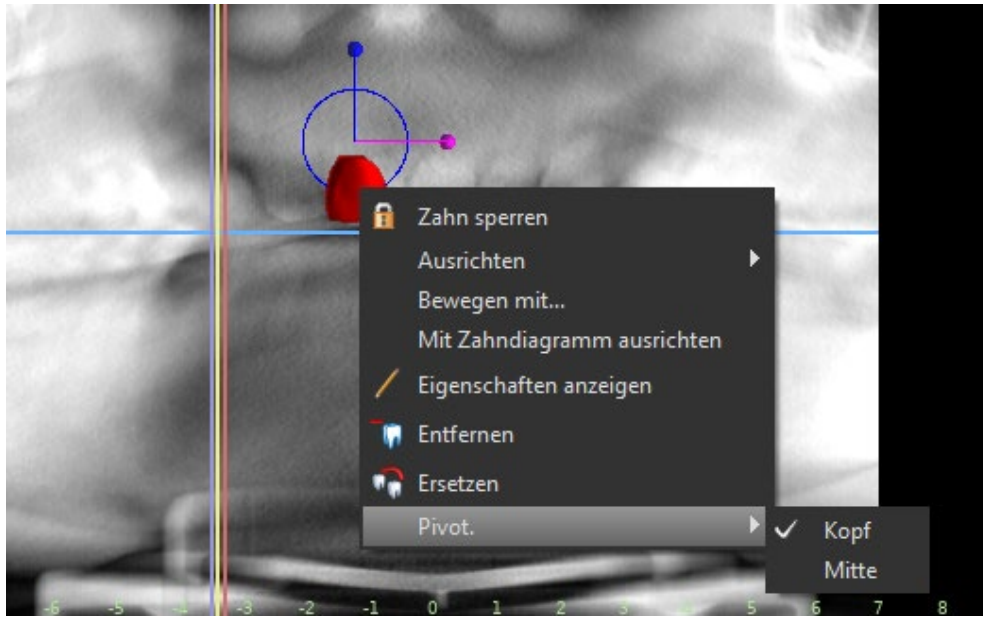 Zahn sperren
Ausrichten
Bewegen mit...
Mit Zahndiagramm ausrichten
Eigenschaften anzeigen
Entfernen
Ersetzen
Pivot.
Kopf
Mitte
-6 -5 -4 -3 -2 -1 0 1 2 3 4 5 6 7 8